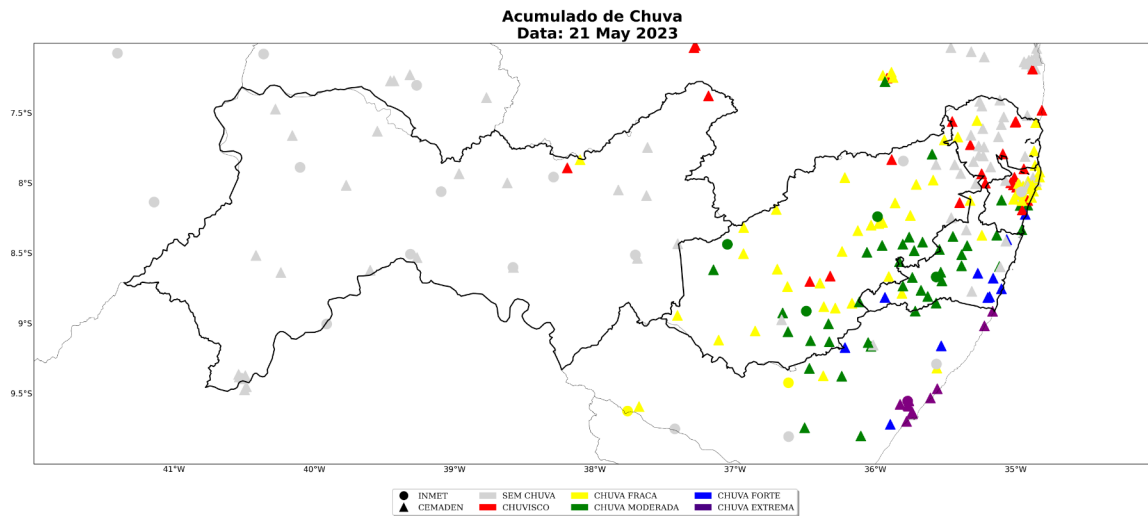 Acumulado de Chuva
Data: 21 May 2023
7.5°S
8°S
8.5°S
9°S
9.5°S
41°W 40°W 39°W 38°W 37°W 36°W 35°W
INMET SEM CHUVA CHUVA FRACA CHUVA FORTE
CEMADEN CHUVISCO CHUVA MODERADA CHUVA EXTREMA